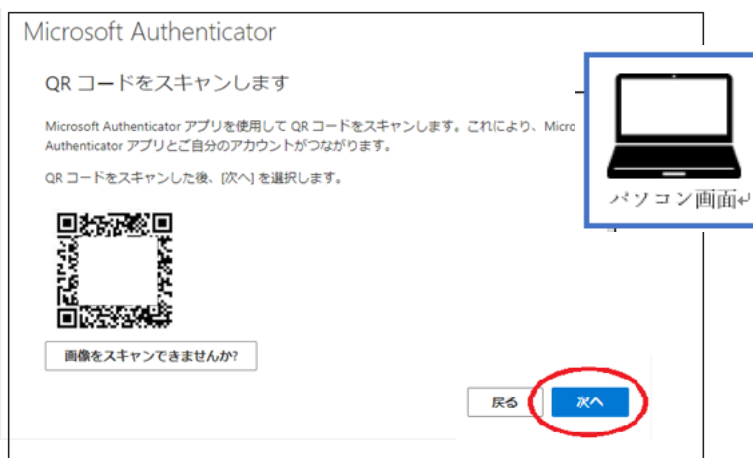 Microsoft Authenticator
QR コードをスキャンします
Microsoft Authenticator アプリを使用して QR コードをスキャンします。これにより、Micro
Authenticator アプリとご自分のアカウントがつながります。
QR コードをスキャンした後、[次へ] を選択します。
画像をスキャンできませんか?
戻る
次へ
パソコン画面↵